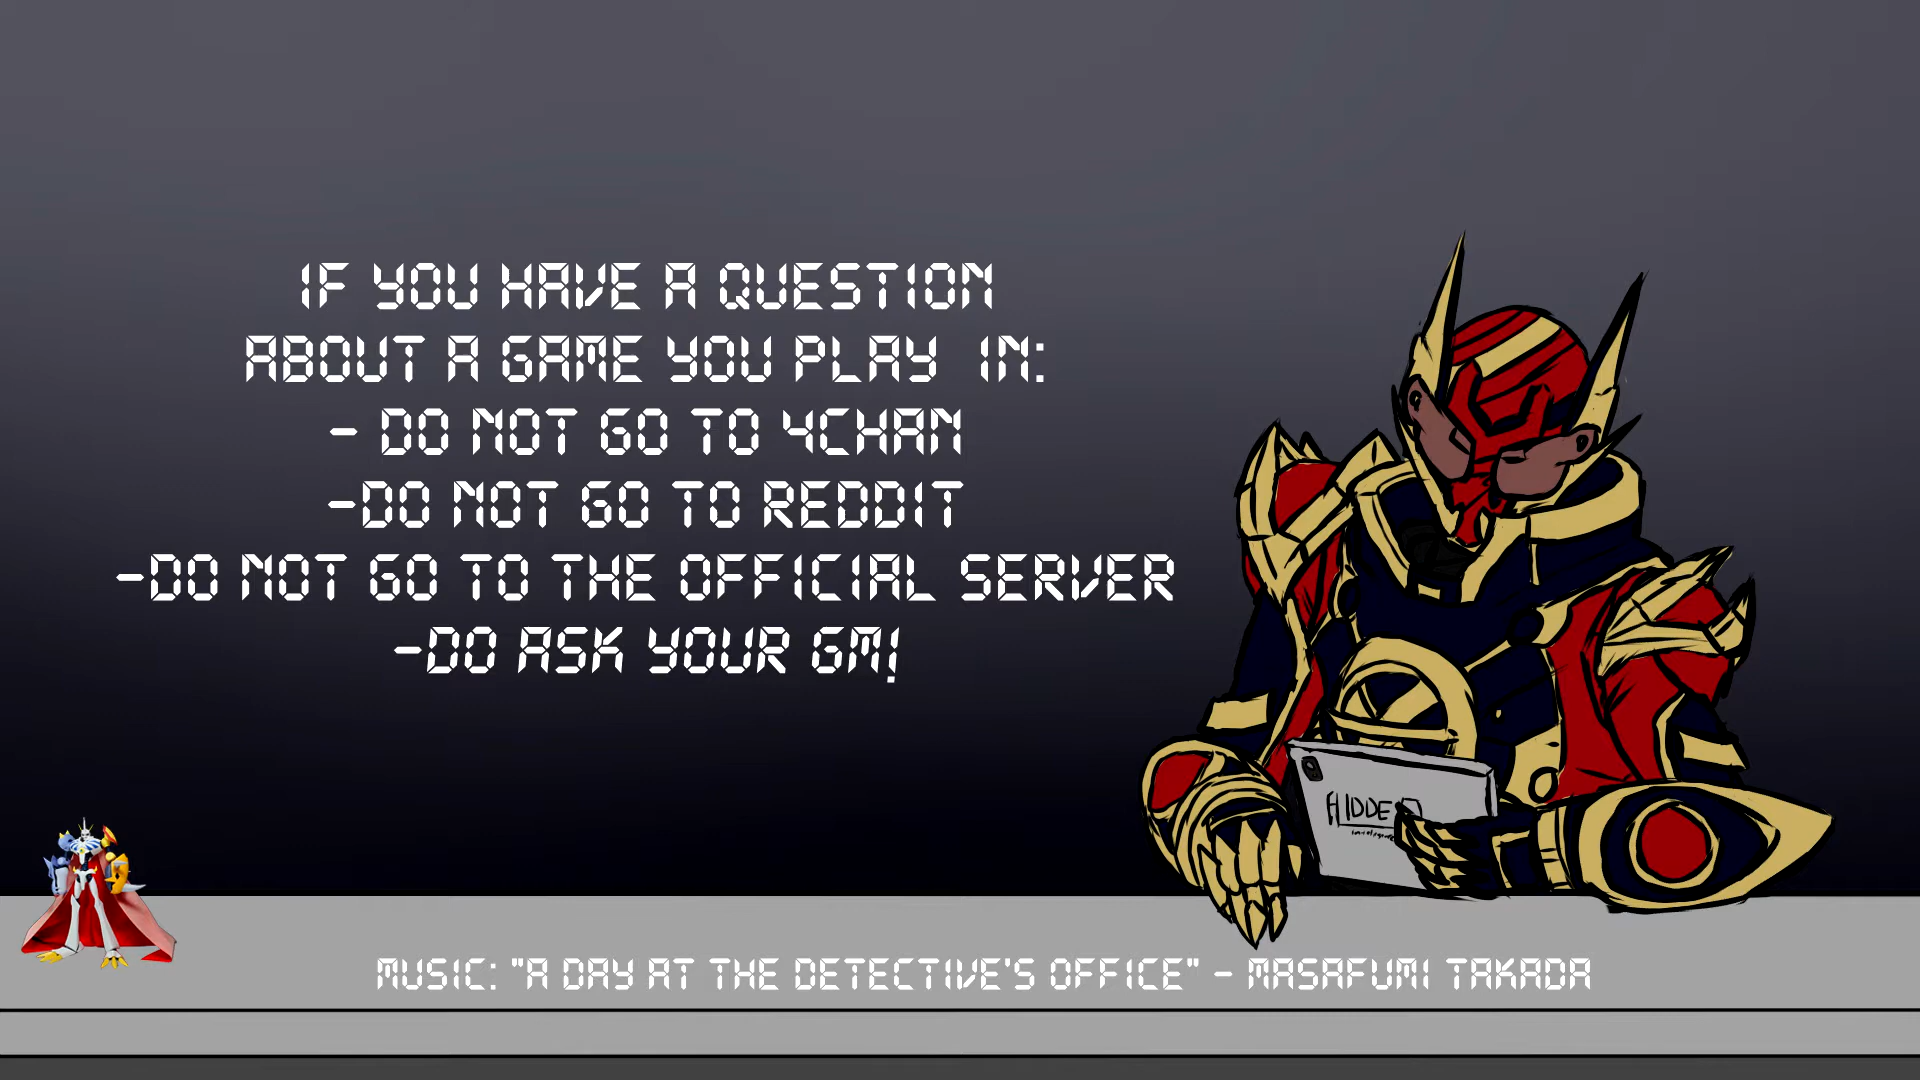 IF YOU HAVE A QUESTION
ABOUT A GAME YOU PLAY IN:
- DO NOT GO TO 4CHAN
-DO NOT GO TO REDDIT
-DO NOT GO TO THE OFFICIAL SERVER
-DO ASK YOUR GM!
HIDDE
MUSIC: "A DAY AT THE DETECTIVE'S OFFICE" - MASAFUMI TAKADA